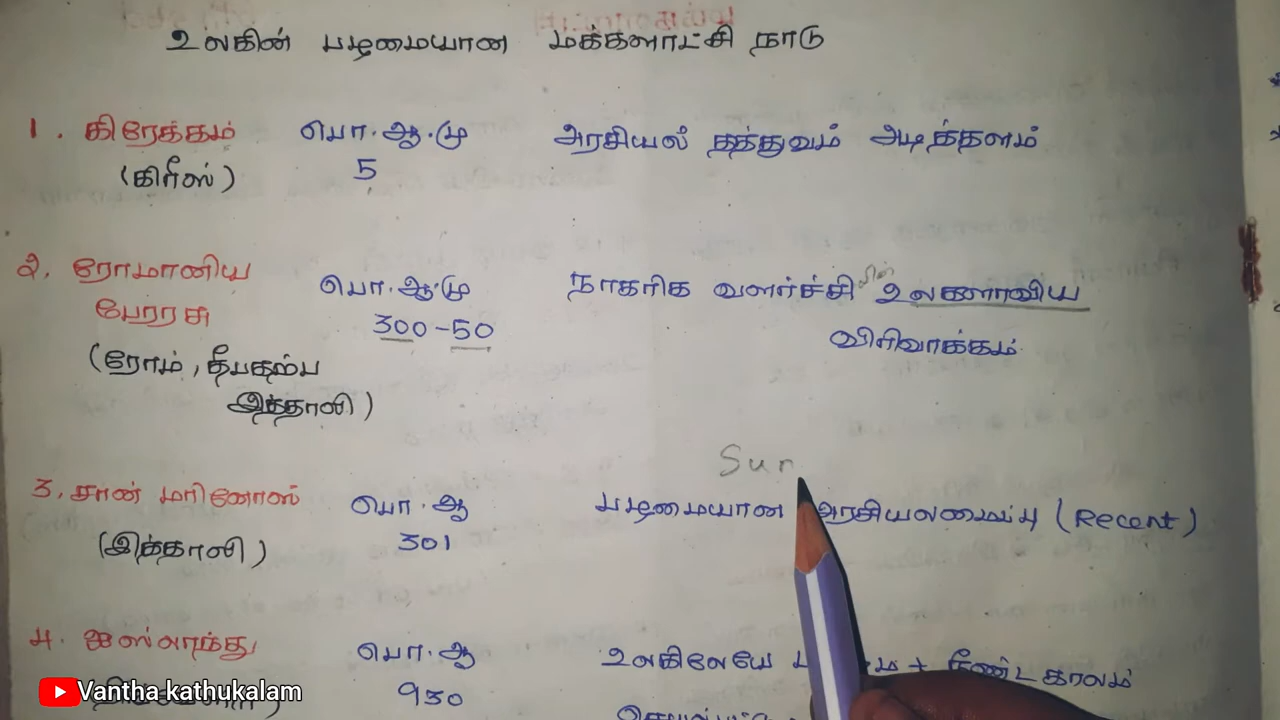 உலகின் பழமையான மக்களாட்சி நாடு
1. கிரேக்கம் பொ.ஆ.மு அரசியல் தத்துவம் அடித்தளம்
(கிரீஸ்) 5
2. ரோமானிய பொ.ஆ.மு நாகரிக வளர்ச்சியின் உலகளாவிய
பேரரசு 300-50 விரிவாக்கம்
(ரோம், தீபகற்ப
இத்தாலி)
Sur
3. சான் மரினோஸ் பொ.ஆ பழமையான அரசியலமைப்பு (Recent)
(இத்தாலி) 301
4. ஐஸ்லாந்து பொ.ஆ உலகிலேயே + நீண்டகாலம்
930
Vantha kathukalam